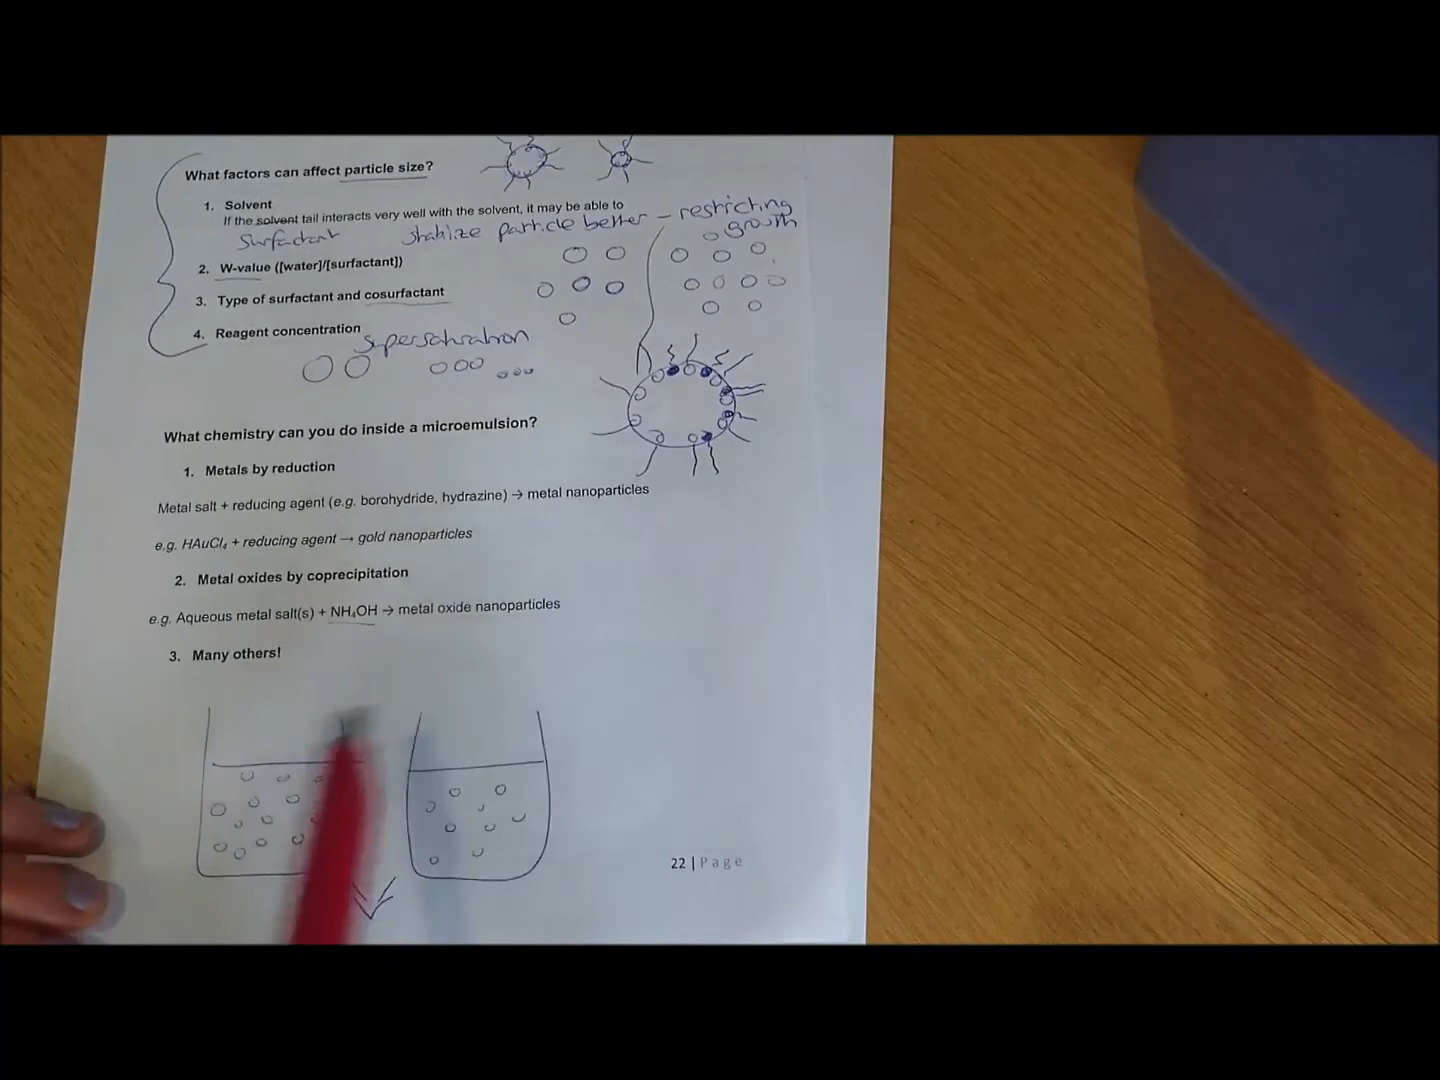 What factors can affect particle size?
1. Solvent
If the solvent tail interacts very well with the solvent, it may be able to
surfactant stabilize particle better – restricting
growth
2. W-value ([water]/[surfactant])
3. Type of surfactant and cosurfactant
4. Reagent concentration
supersaturation
What chemistry can you do inside a microemulsion?
1. Metals by reduction
Metal salt + reducing agent (e.g. borohydride, hydrazine) → metal nanoparticles
e.g. HAuCl₄ + reducing agent → gold nanoparticles
2. Metal oxides by coprecipitation
e.g. Aqueous metal salt(s) + NH₄OH → metal oxide nanoparticles
3. Many others!
22 | Page